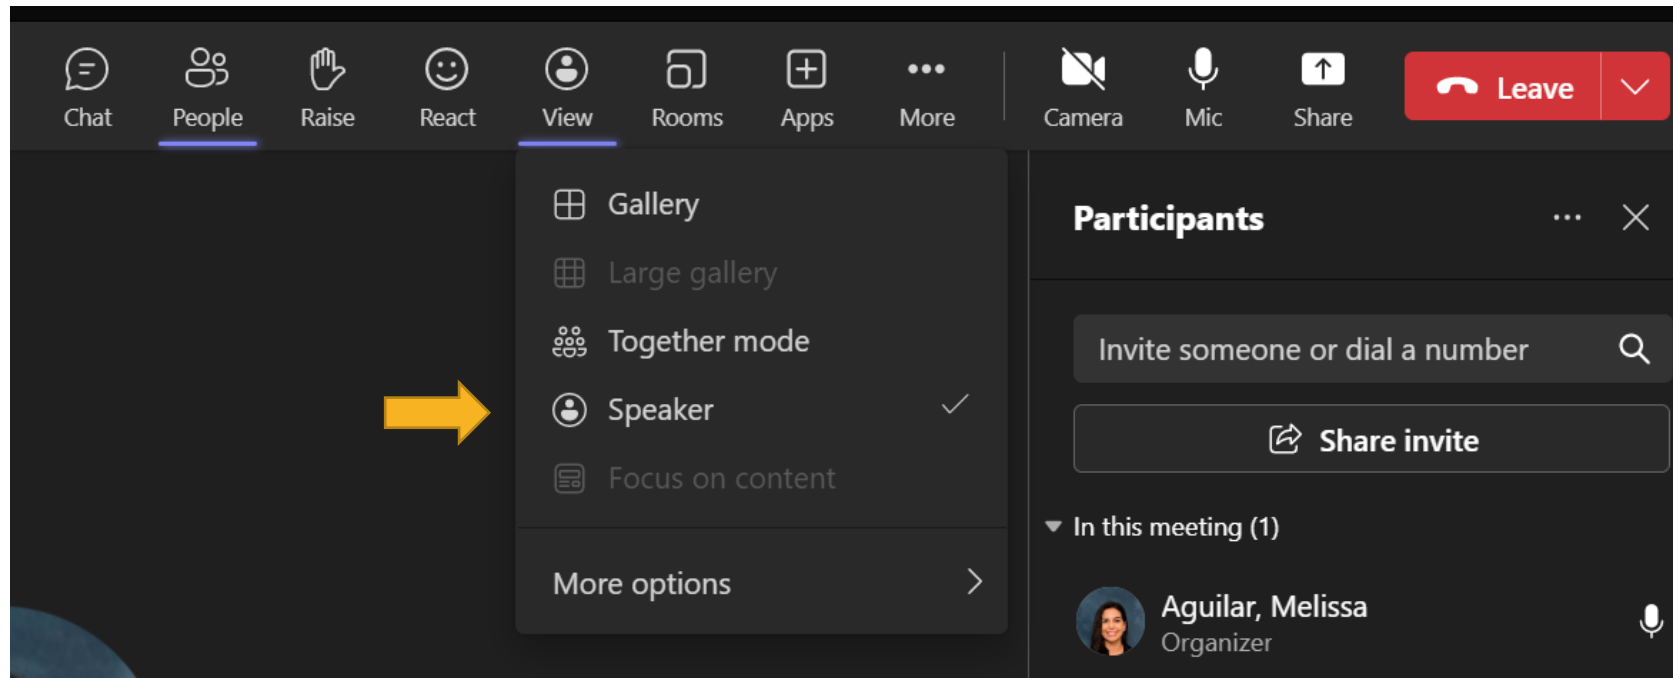 Chat People Raise React View Rooms Apps More Camera Mic Share Leave
Gallery
Large gallery
Together mode
Speaker
Focus on content
More options
Participants
Invite someone or dial a number
Share invite
In this meeting (1)
Aguilar, Melissa
Organizer